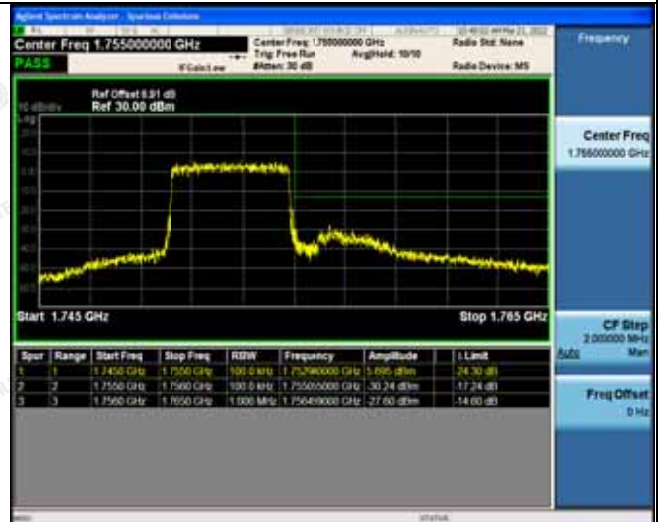 Agilent Spectrum Analyzer - Spurious Emissions
Center Freq 1.755000000 GHz
PASS
IFGain:Low
Center Freq: 1.755000000 GHz
Trig: Free Run Avg|Hold: 10/10
#Atten: 30 dB
Radio Std: None
Radio Device: MS
Ref Offset 6.91 dB
10 dB/div Ref 30.00 dBm
Log
Start 1.745 GHz Stop 1.765 GHz
Spur Range Start Freq Stop Freq RBW Frequency Amplitude Δ Limit
1 1 1.7450 GHz 1.7550 GHz 100.0 kHz 1.752980000 GHz 5.695 dBm -24.30 dB
2 2 1.7550 GHz 1.7560 GHz 100.0 kHz 1.755055000 GHz -30.24 dBm -17.24 dB
3 3 1.7560 GHz 1.7650 GHz 1.000 MHz 1.756459000 GHz -27.60 dBm -14.60 dB
Frequency
Center Freq
1.755000000 GHz
CF Step
2.000000 MHz
Auto Man
Freq Offset
0 Hz
STATUS